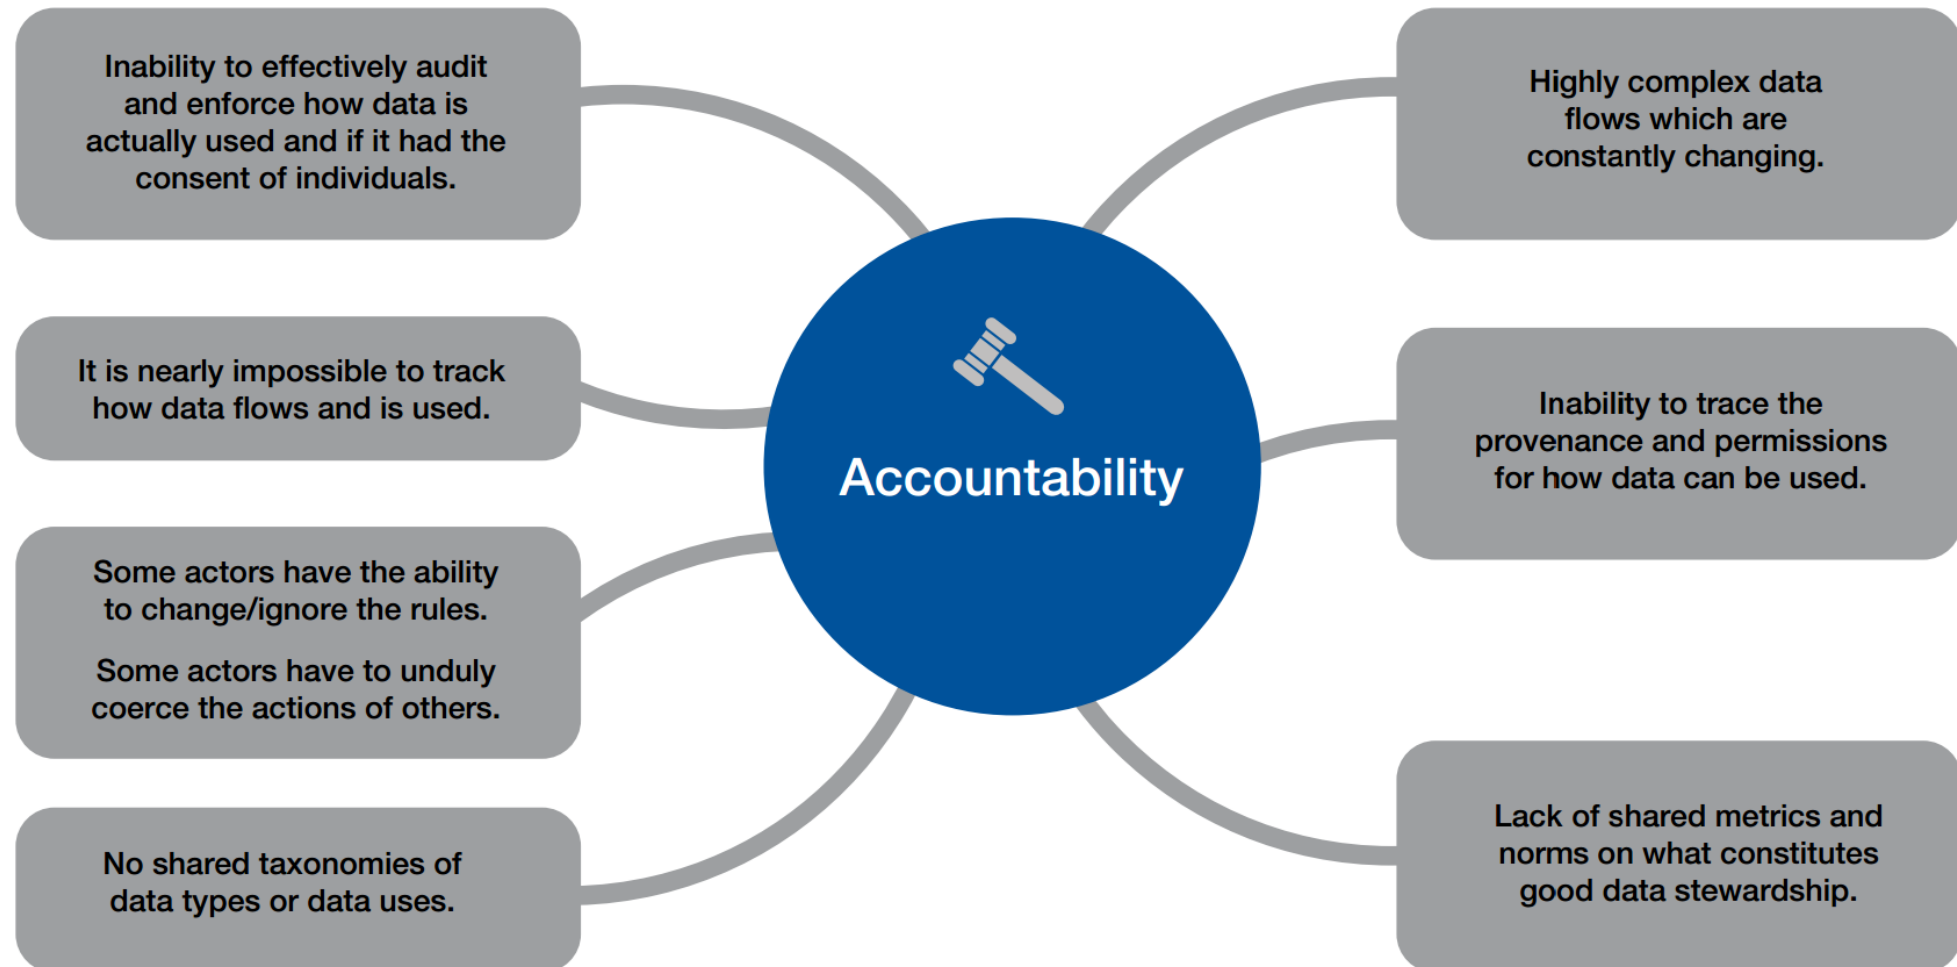 Inability to effectively audit
and enforce how data is
actually used and if it had the
consent of individuals.
It is nearly impossible to track
how data flows and is used.
Some actors have the ability
to change/ignore the rules.
Some actors have to unduly
coerce the actions of others.
No shared taxonomies of
data types or data uses.
Accountability
Highly complex data
flows which are
constantly changing.
Inability to trace the
provenance and permissions
for how data can be used.
Lack of shared metrics and
norms on what constitutes
good data stewardship.